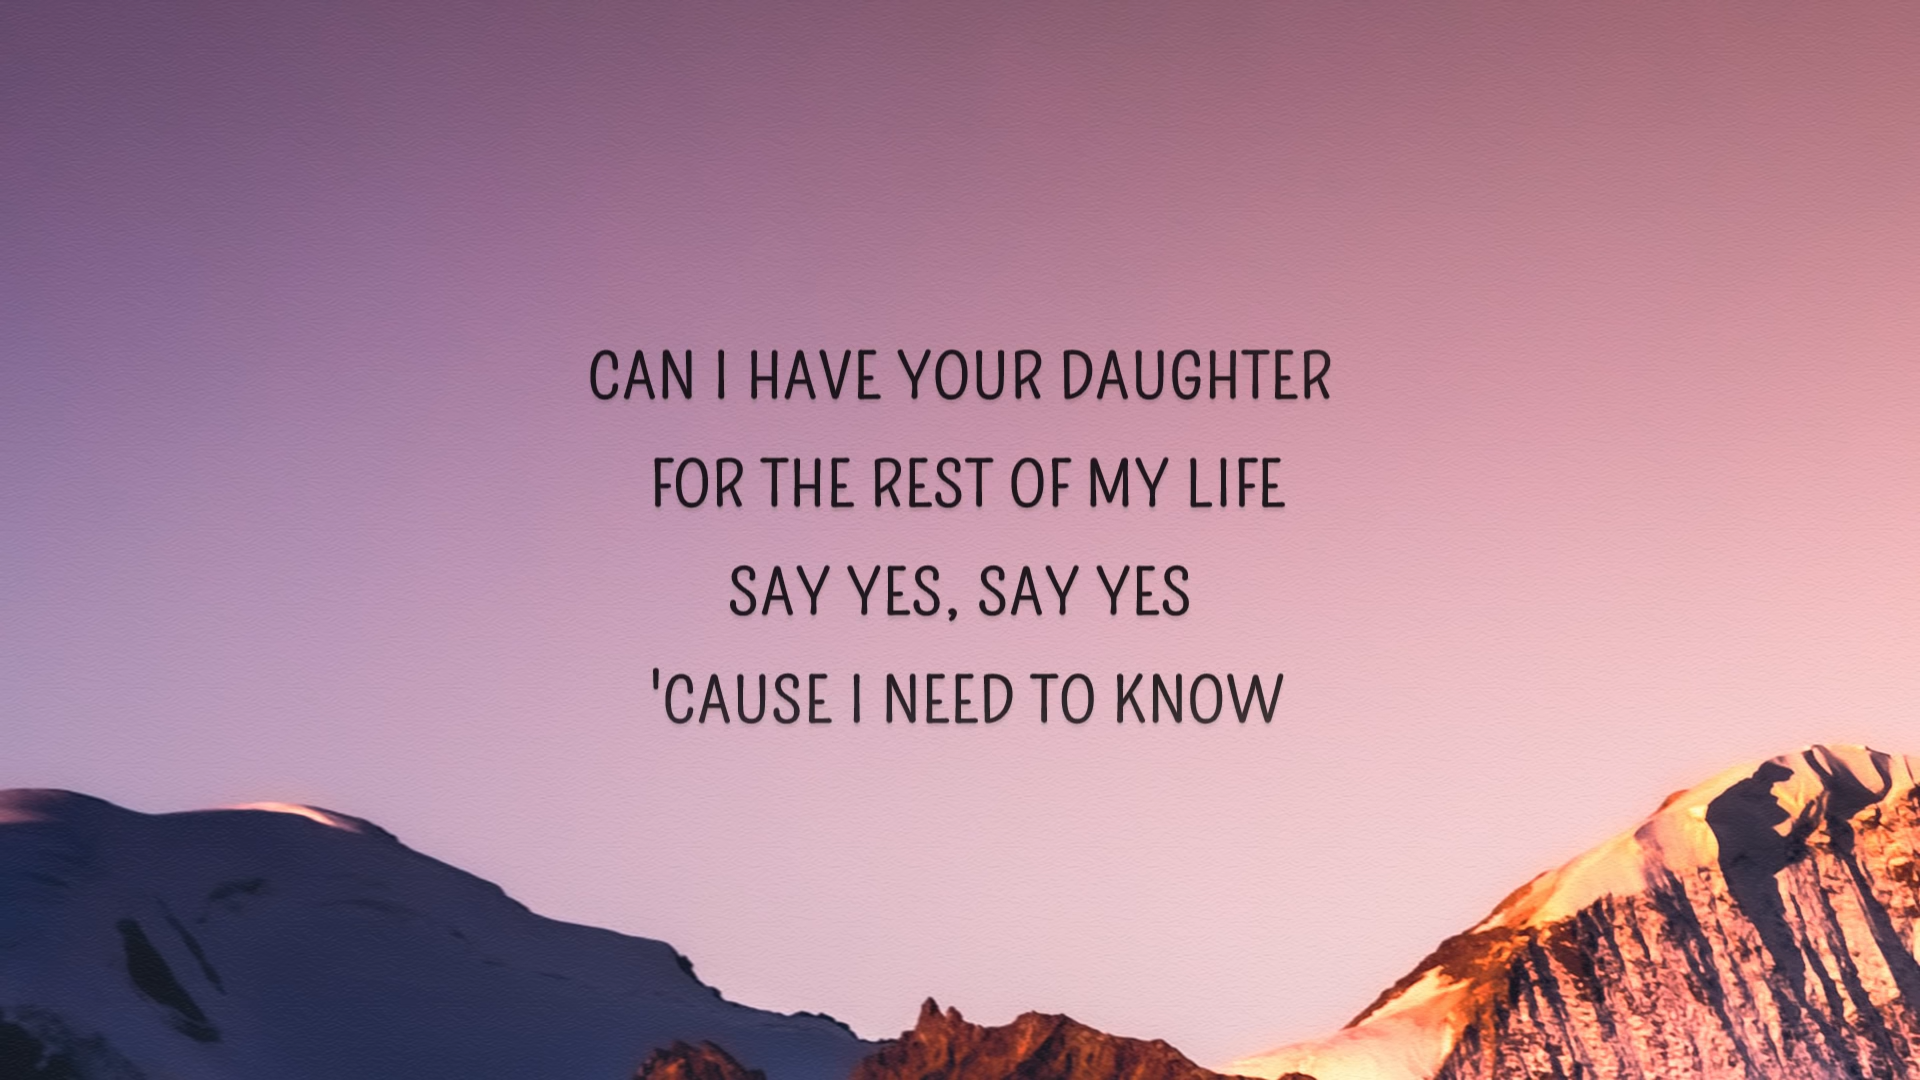 CAN I HAVE YOUR DAUGHTER
FOR THE REST OF MY LIFE
SAY YES, SAY YES
'CAUSE I NEED TO KNOW